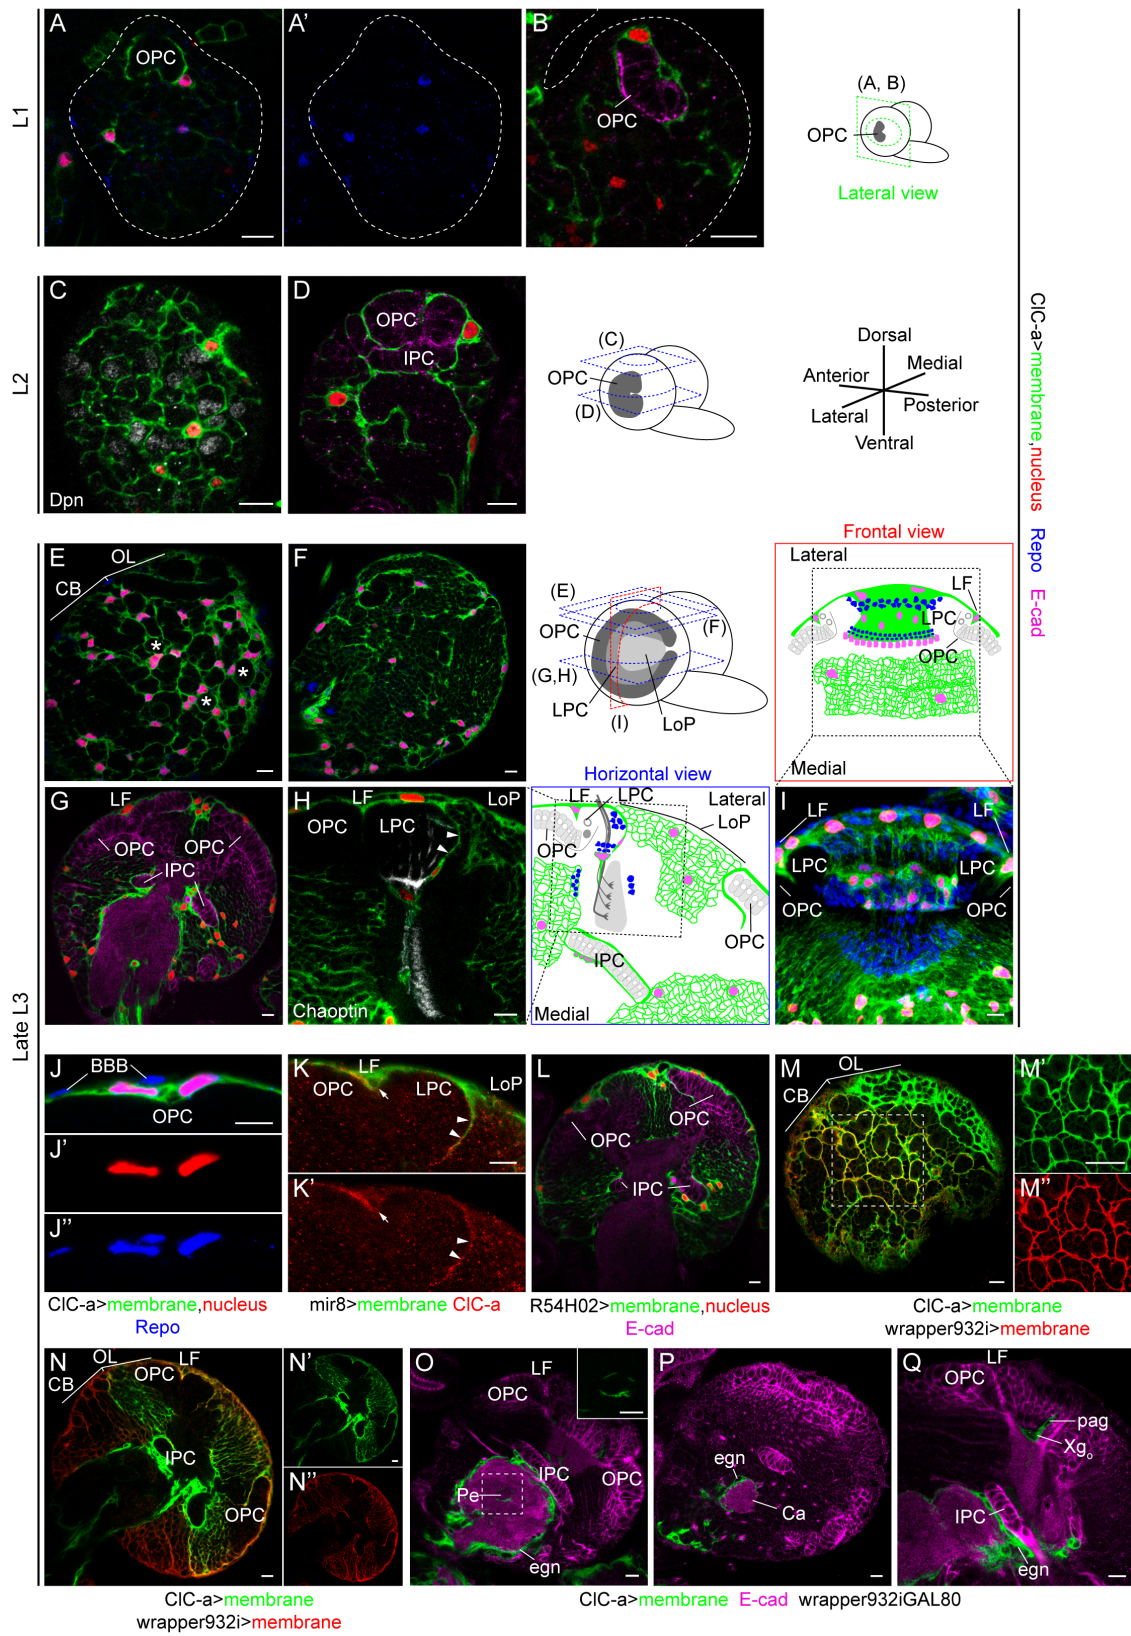 L1
A
OPC
A’
B
OPC
(A, B)
OPC
Lateral view
L2
C
Dpn
D
OPC
IPC
(C)
OPC
(D)
Dorsal
Medial
Anterior
Posterior
Lateral
Ventral
ClC-a>membrane,nucleus Repo E-cad
Late L3
E
OL
CB
*
*
*
F
(E)
(F)
OPC
(G,H)
LPC
LoP
(I)
Frontal view
Lateral
LF
LPC
OPC
Medial
G
LF
OPC
OPC
IPC
H
LF
LoP
OPC
LPC
Chaoptin
Horizontal view
LF
LPC
Lateral
LoP
OPC
OPC
IPC
Medial
I
LF
LF
LPC
LPC
OPC
OPC
J
BBB
OPC
J’
J’’
ClC-a>membrane,nucleus
Repo
K
LF
OPC
LPC
LoP
K’
mir8>membrane ClC-a
L
OPC
OPC
IPC
R54H02>membrane,nucleus
E-cad
M
OL
CB
M’
M’’
ClC-a>membrane
wrapper932i>membrane
N
OL
LF
OPC
CB
IPC
OPC
N’
N’’
ClC-a>membrane
wrapper932i>membrane
O
LF
OPC
IPC
OPC
Pe
egn
P
egn
Ca
Q
LF
OPC
pag
Xgo
IPC
egn
ClC-a>membrane E-cad wrapper932iGAL80